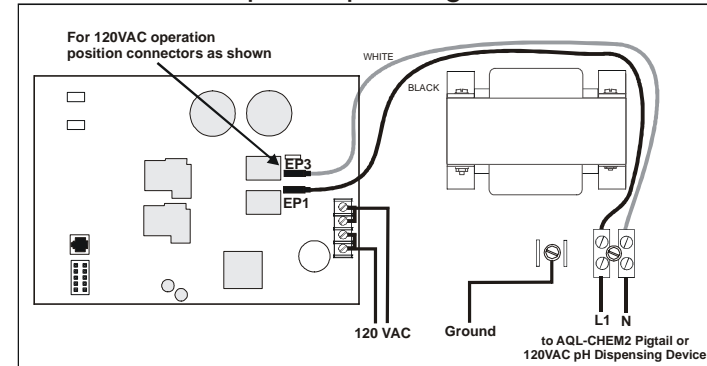 For 120VAC operation
position connectors as shown
WHITE
BLACK
EP3
EP1
120 VAC
Ground
L1 N
to AQL-CHEM2 Pigtail or
120VAC pH Dispensing Device